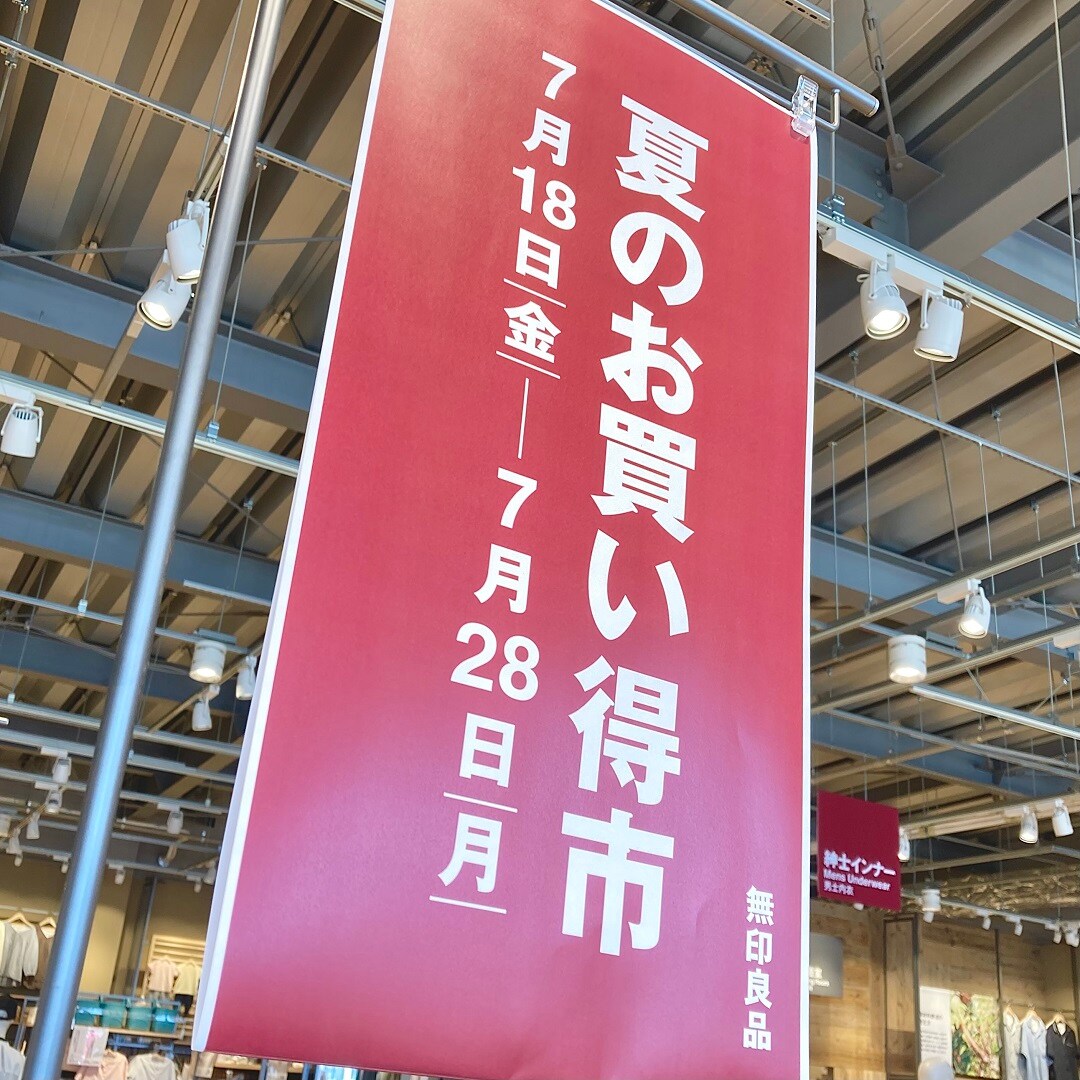 夏のお買い得市
7月18日|金|—7月28日|月|
無印良品
紳士インナー
Mens Underwear
男士内衣